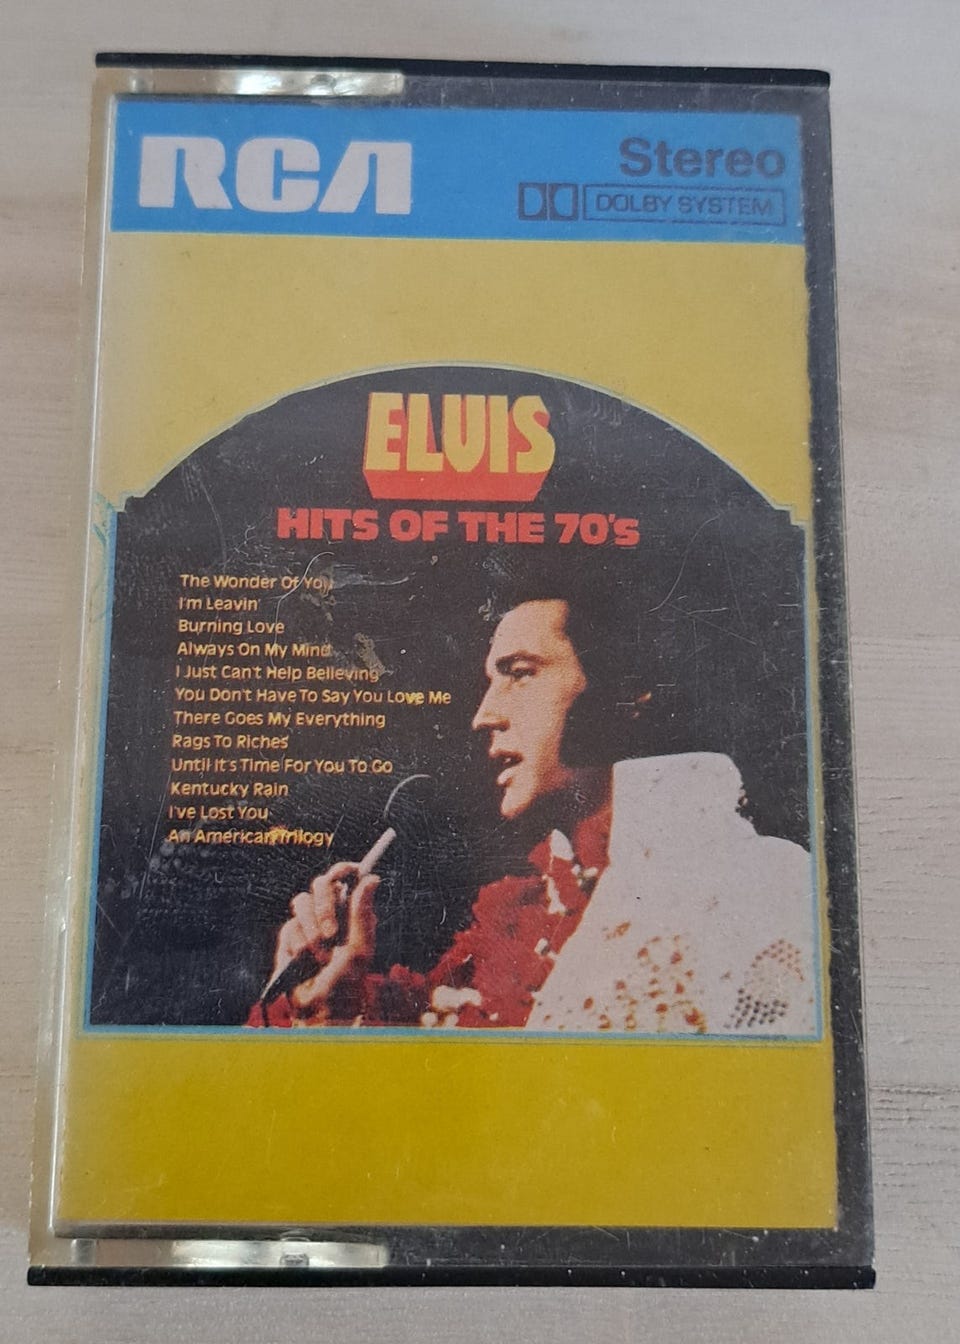 RCA
Stereo
DOLBY SYSTEM
ELVIS
HITS OF THE 70's
The Wonder Of You
I'm Leavin'
Burning Love
Always On My Mind
I Just Can't Help Believing
You Don't Have To Say You Love Me
There Goes My Everything
Rags To Riches
Until It's Time For You To Go
Kentucky Rain
I've Lost You
An American Trilogy